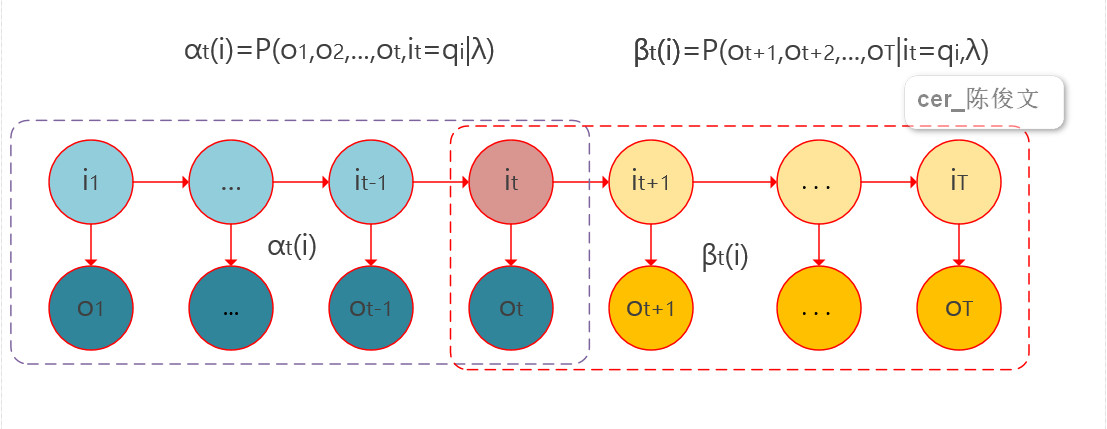 αt(i)=P(o1,o2,...,ot,it=qi|λ)
βt(i)=P(ot+1,ot+2,...,oT|it=qi,λ)
cer_陈俊文
i1 ... it-1 it it+1 ... iT
αt(i) βt(i)
o1 ... ot-1 ot ot+1 ... oT